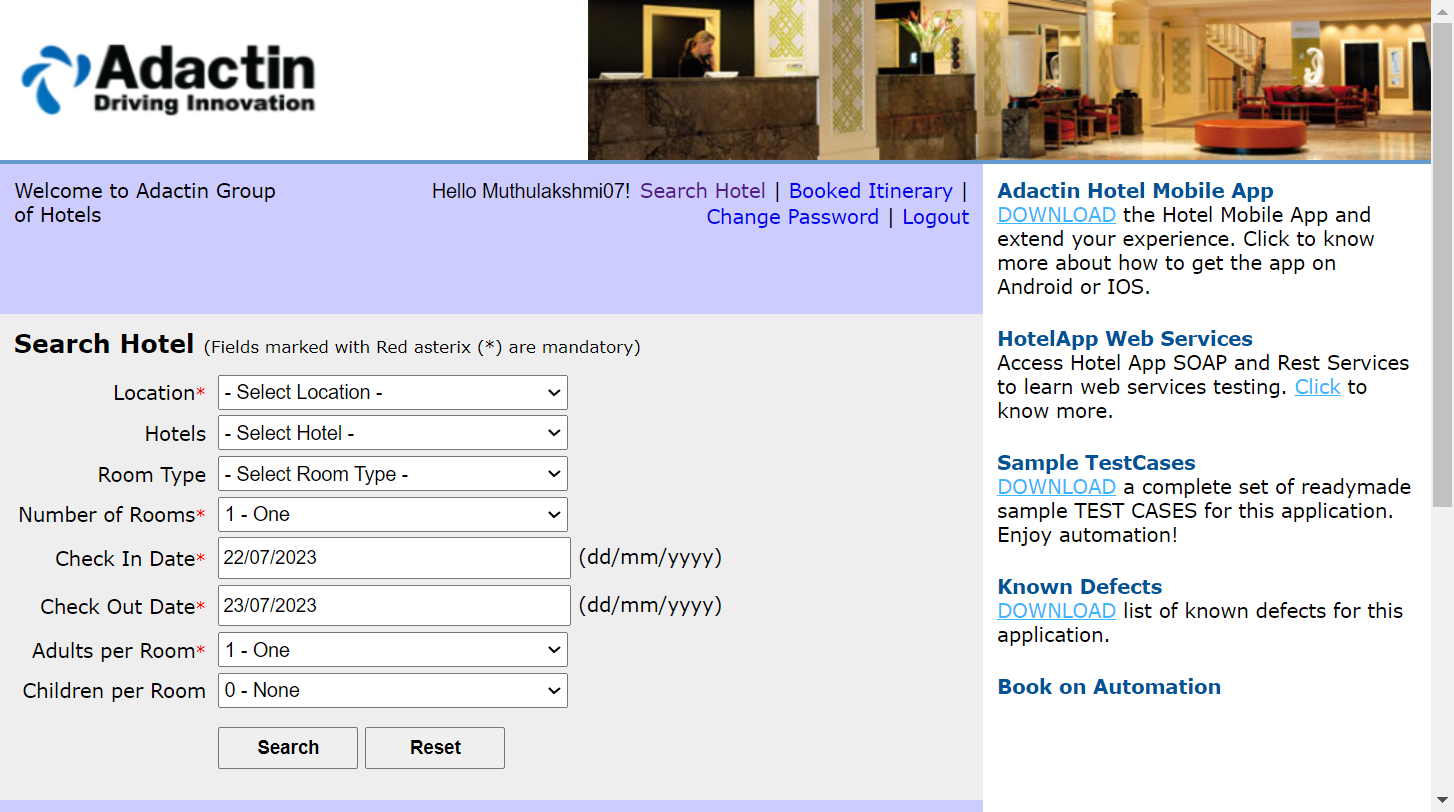 Adactin
Driving Innovation
Welcome to Adactin Group
of Hotels
Hello Muthulakshmi07! Search Hotel | Booked Itinerary |
Change Password | Logout
Search Hotel (Fields marked with Red asterix (*) are mandatory)
Location* - Select Location -
Hotels - Select Hotel -
Room Type - Select Room Type -
Number of Rooms* 1 - One
Check In Date* 22/07/2023 (dd/mm/yyyy)
Check Out Date* 23/07/2023 (dd/mm/yyyy)
Adults per Room* 1 - One
Children per Room 0 - None
Search Reset
Adactin Hotel Mobile App
DOWNLOAD the Hotel Mobile App and
extend your experience. Click to know
more about how to get the app on
Android or IOS.
HotelApp Web Services
Access Hotel App SOAP and Rest Services
to learn web services testing. Click to
know more.
Sample TestCases
DOWNLOAD a complete set of readymade
sample TEST CASES for this application.
Enjoy automation!
Known Defects
DOWNLOAD list of known defects for this
application.
Book on Automation